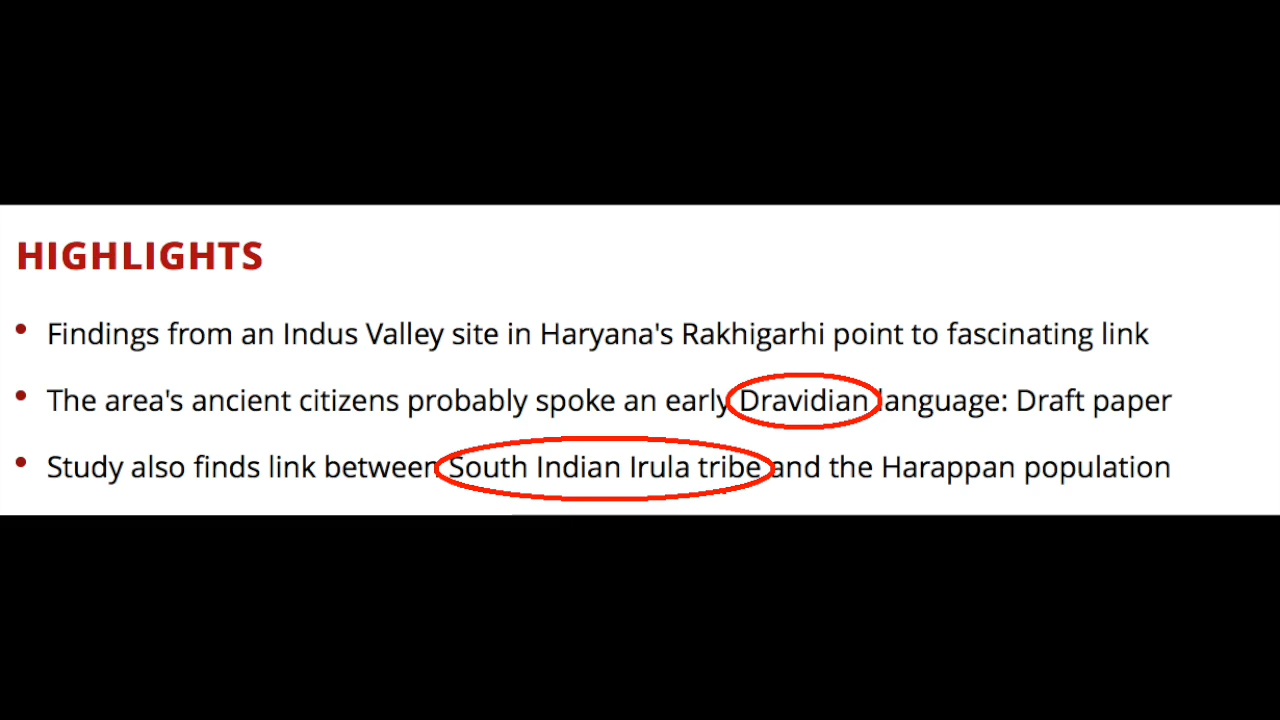 HIGHLIGHTS
Findings from an Indus Valley site in Haryana's Rakhigarhi point to fascinating link
The area's ancient citizens probably spoke an early Dravidian language: Draft paper
Study also finds link between South Indian Irula tribe and the Harappan population